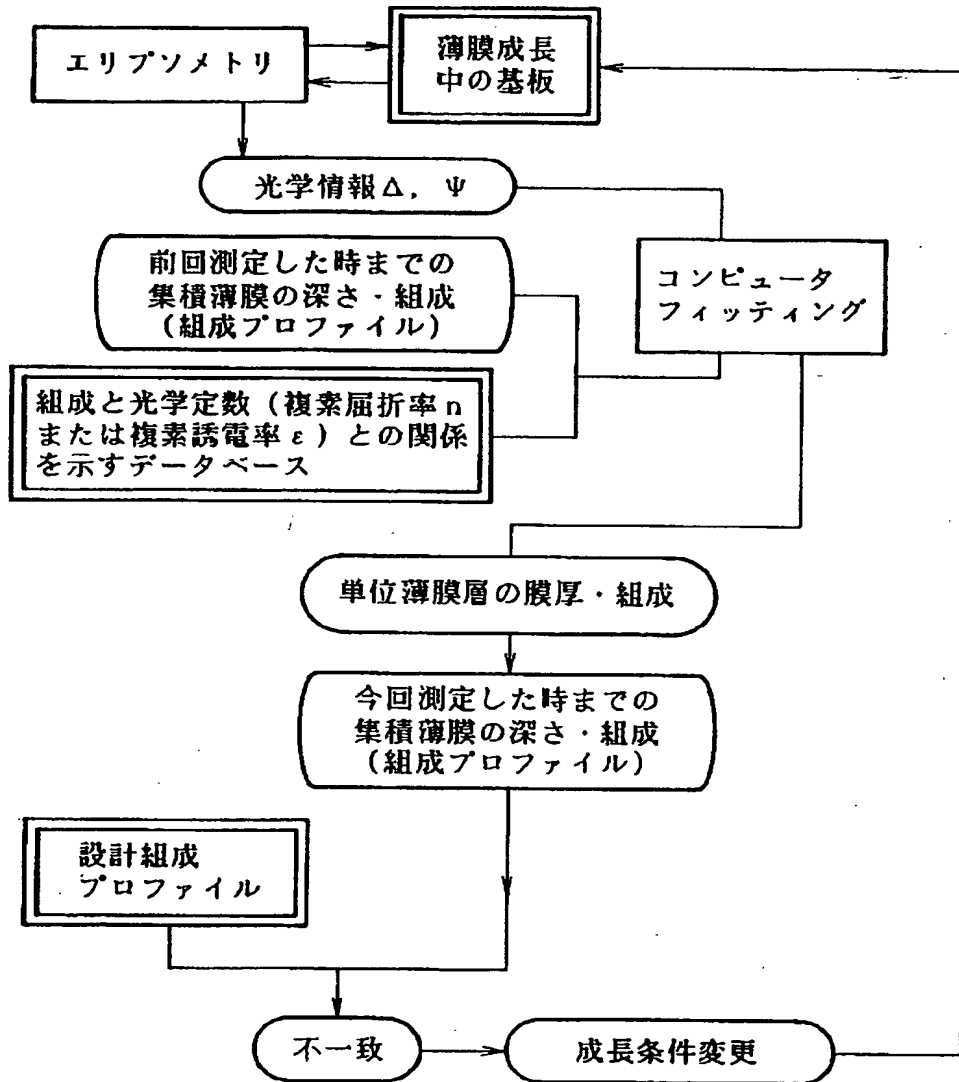 エリプソメトリ
薄膜成長
中の基板
光学情報Δ，Ψ
前回測定した時までの
集積薄膜の深さ・組成
（組成プロファイル）
コンピュータ
フィッティング
組成と光学定数（複素屈折率n
または複素誘電率ε）との関係
を示すデータベース
単位薄膜層の膜厚・組成
今回測定した時までの
集積薄膜の深さ・組成
（組成プロファイル）
設計組成
プロファイル
不一致
成長条件変更